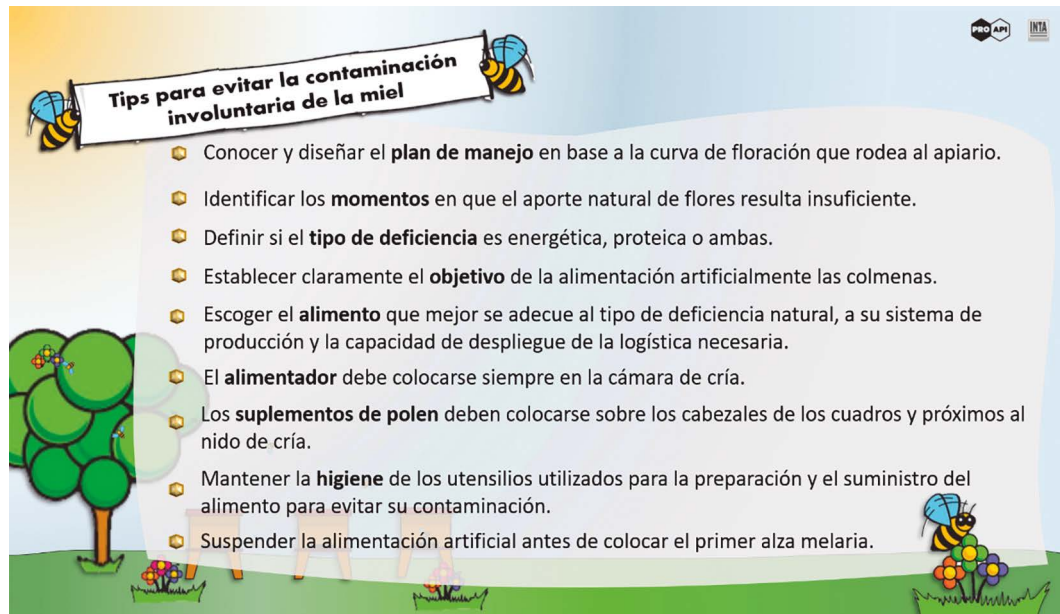 PRO API
INTA
Tips para evitar la contaminación
involuntaria de la miel
Conocer y diseñar el plan de manejo en base a la curva de floración que rodea al apiario.
Identificar los momentos en que el aporte natural de flores resulta insuficiente.
Definir si el tipo de deficiencia es energética, proteica o ambas.
Establecer claramente el objetivo de la alimentación artificialmente las colmenas.
Escoger el alimento que mejor se adecue al tipo de deficiencia natural, a su sistema de
producción y la capacidad de despliegue de la logística necesaria.
El alimentador debe colocarse siempre en la cámara de cría.
Los suplementos de polen deben colocarse sobre los cabezales de los cuadros y próximos al
nido de cría.
Mantener la higiene de los utensilios utilizados para la preparación y el suministro del
alimento para evitar su contaminación.
Suspender la alimentación artificial antes de colocar el primer alza melaria.